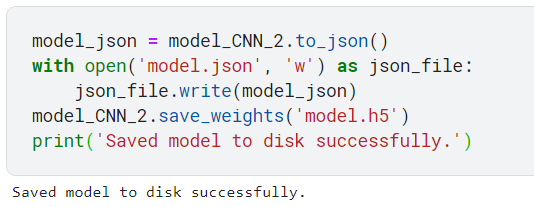 model_json = model_CNN_2.to_json()
with open('model.json', 'w') as json_file:
    json_file.write(model_json)
model_CNN_2.save_weights('model.h5')
print('Saved model to disk successfully.')
Saved model to disk successfully.